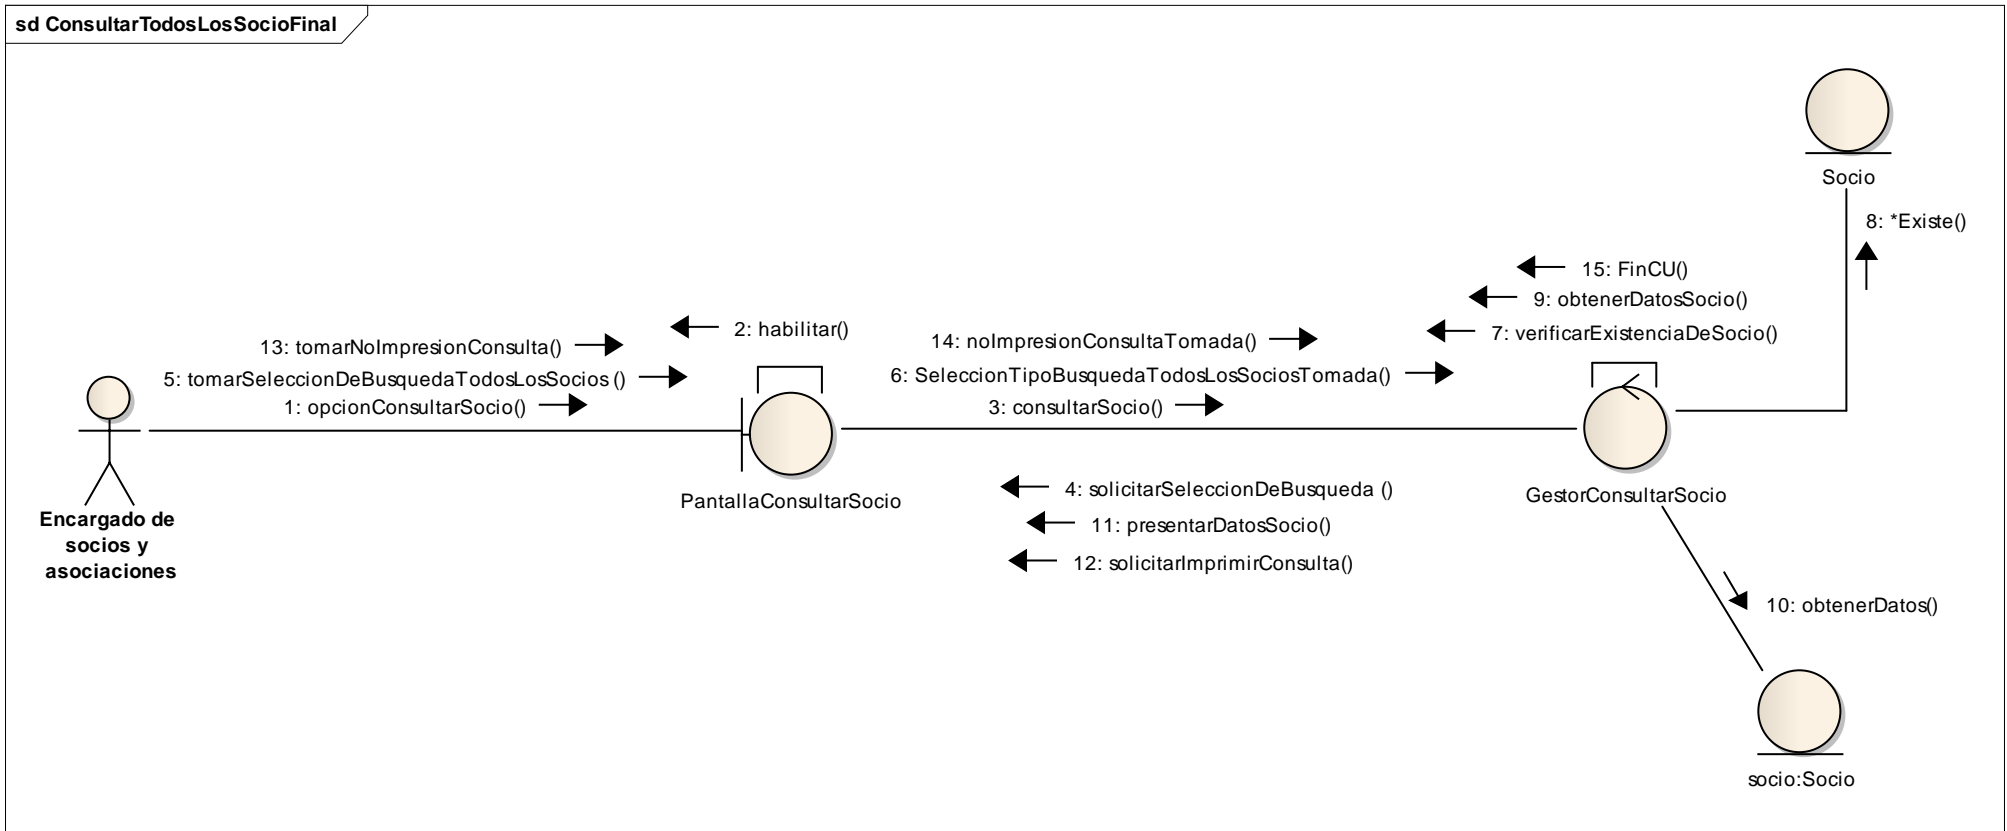 sd ConsultarTodosLosSocioFinal
Socio
8: *Existe()
15: FinCU()
9: obtenerDatosSocio()
7: verificarExistenciaDeSocio()
2: habilitar()
14: noImpresionConsultaTomada()
13: tomarNoImpresionConsulta()
6: SeleccionTipoBusquedaTodosLosSociosTomada()
5: tomarSeleccionDeBusquedaTodosLosSocios ()
3: consultarSocio()
1: opcionConsultarSocio()
PantallaConsultarSocio
4: solicitarSeleccionDeBusqueda ()
GestorConsultarSocio
11: presentarDatosSocio()
12: solicitarImprimirConsulta()
Encargado de
socios y
asociaciones
10: obtenerDatos()
socio:Socio